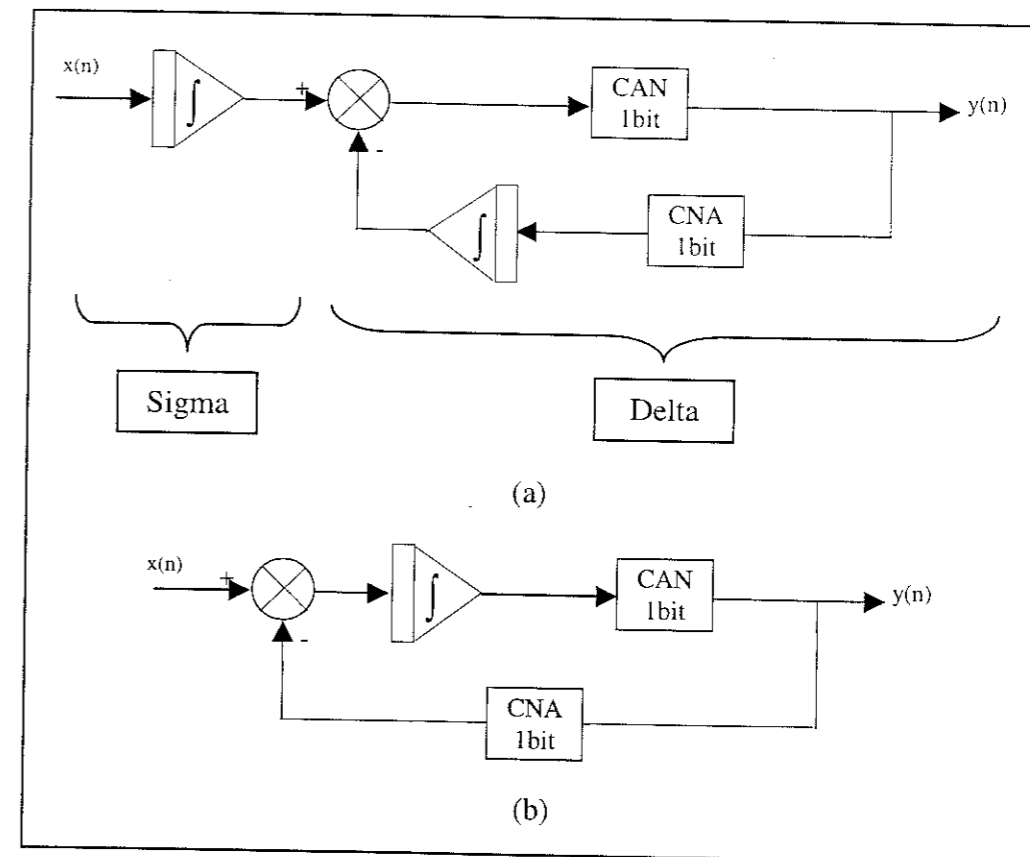 x(n)
∫
+
-
CAN
1bit
y(n)
∫
CNA
1bit
Sigma
Delta
(a)
x(n)
+
-
∫
CAN
1bit
y(n)
CNA
1bit
(b)